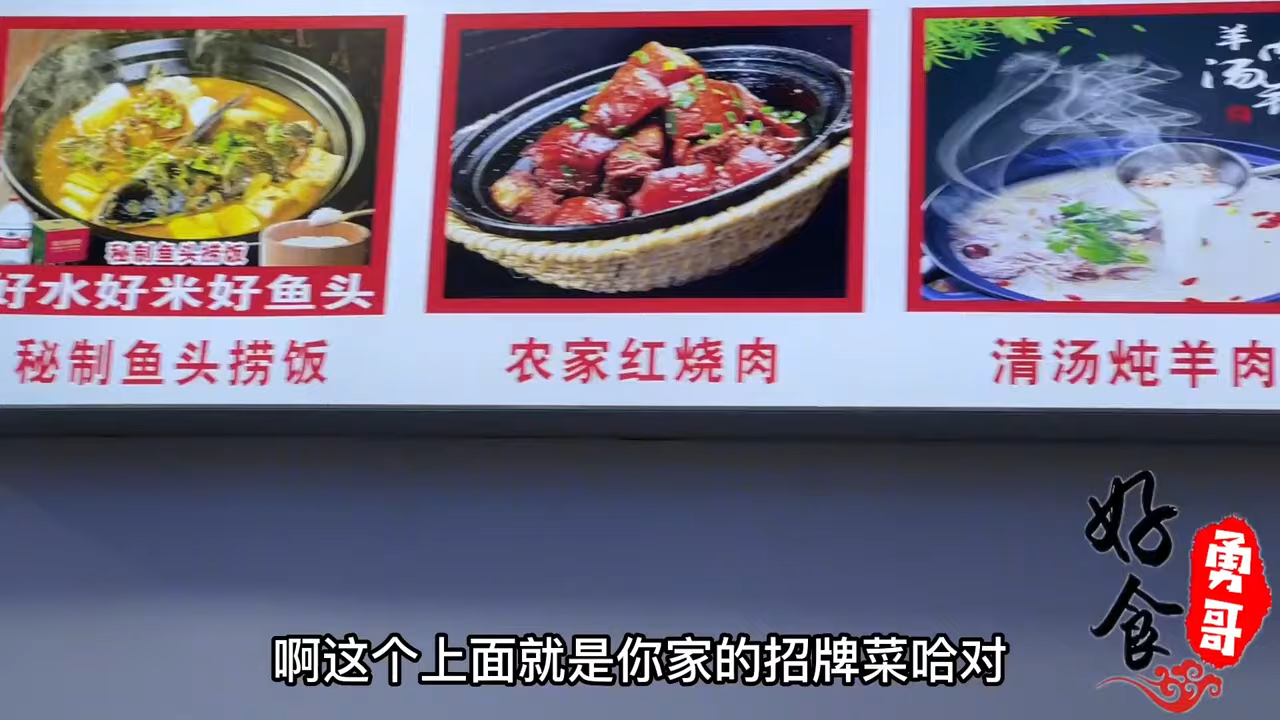 秘制鱼头捞饭
好水好米好鱼头
秘制鱼头捞饭
农家红烧肉
羊
汤
清汤炖羊肉
好食
勇哥
啊这个上面就是你家的招牌菜哈对